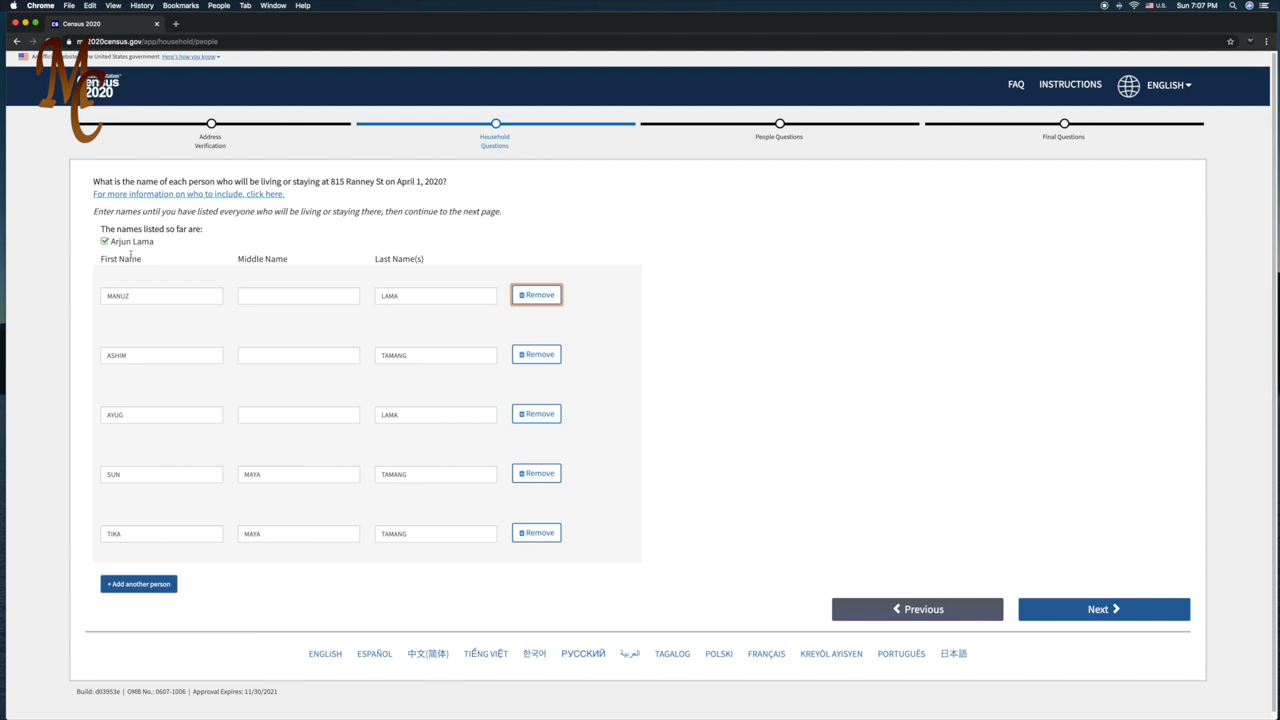 Chrome File Edit View History Bookmarks People Tab Window Help U.S. Sun 7:07 PM
Census 2020
2020census.gov/app/household/people
the United States government Here's how you know
MC
Census
2020
FAQ INSTRUCTIONS ENGLISH
Address
Verification
Household
Questions
People Questions
Final Questions
What is the name of each person who will be living or staying at 815 Ranney St on April 1, 2020?
For more information on who to include, click here.
Enter names until you have listed everyone who will be living or staying there, then continue to the next page.
The names listed so far are:
Arjun Lama
First Name Middle Name Last Name(s)
MANUZ LAMA Remove
ASHIM TAMANG Remove
AYUG LAMA Remove
SUN MAYA TAMANG Remove
TIKA MAYA TAMANG Remove
+ Add another person
Previous Next
ENGLISH ESPAÑOL 中文(简体) TIẾNG VIỆT 한국어 РУССКИЙ العربية TAGALOG POLSKI FRANÇAIS KREYÒL AYISYEN PORTUGUÊS 日本語
Build: d03953e | OMB No.: 0607-1006 | Approval Expires: 11/30/2021